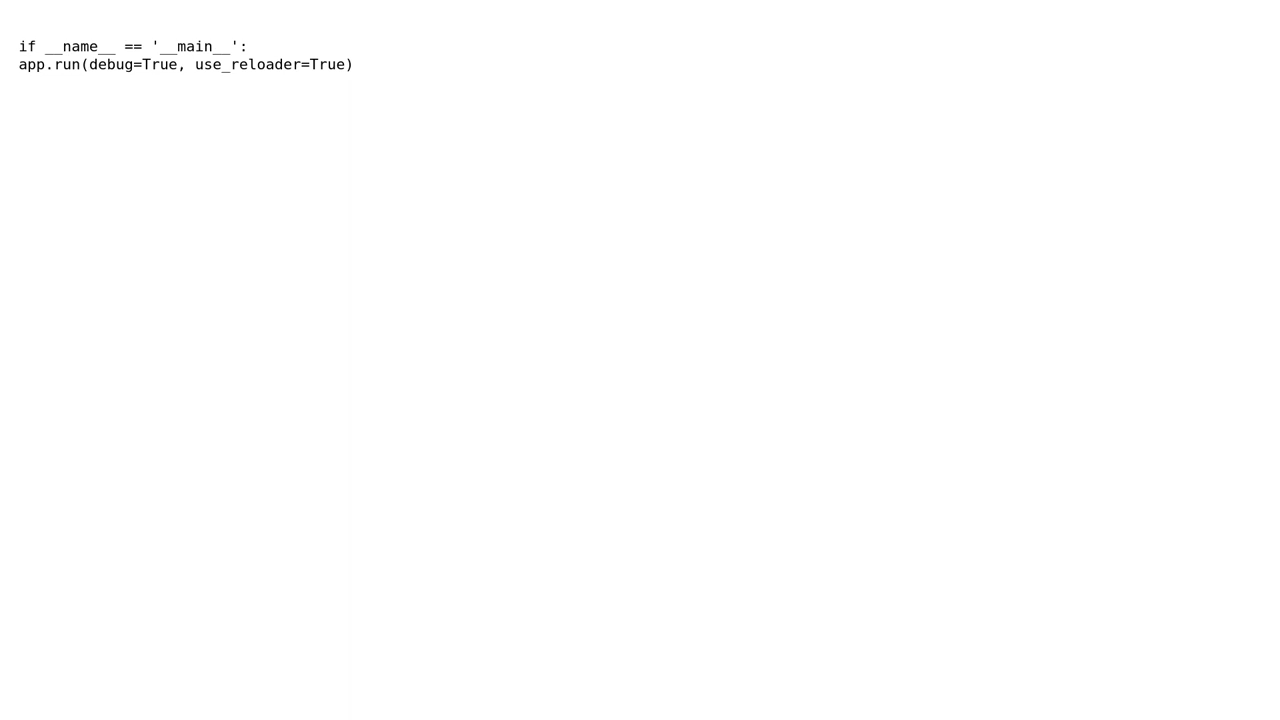 if __name__ == '__main__':
app.run(debug=True, use_reloader=True)